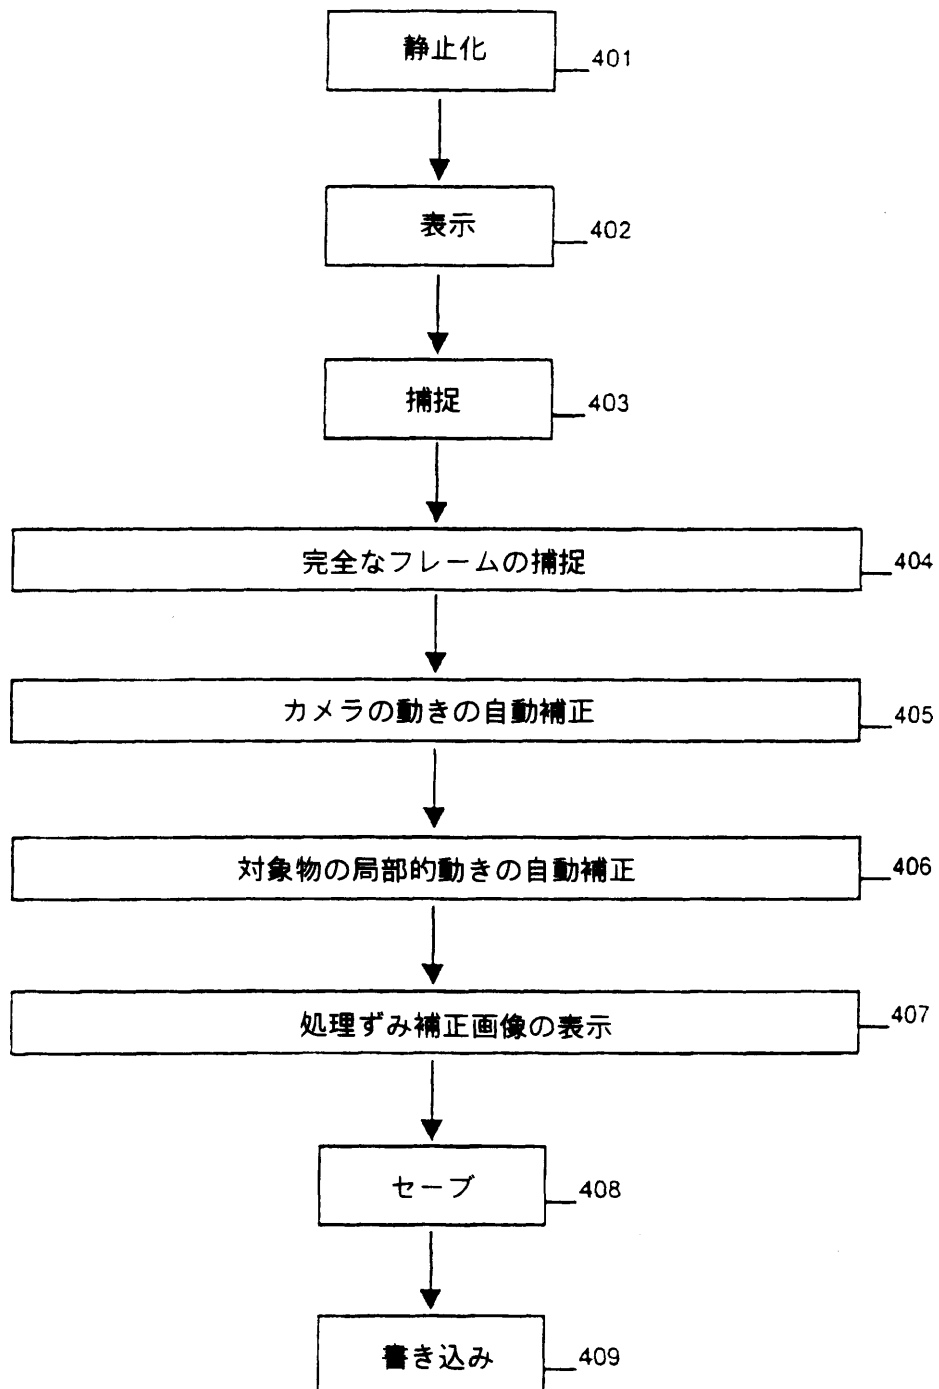 静止化
401
表示
402
捕捉
403
完全なフレームの捕捉
404
カメラの動きの自動補正
405
対象物の局部的動きの自動補正
406
処理ずみ補正画像の表示
407
セーブ
408
書き込み
409